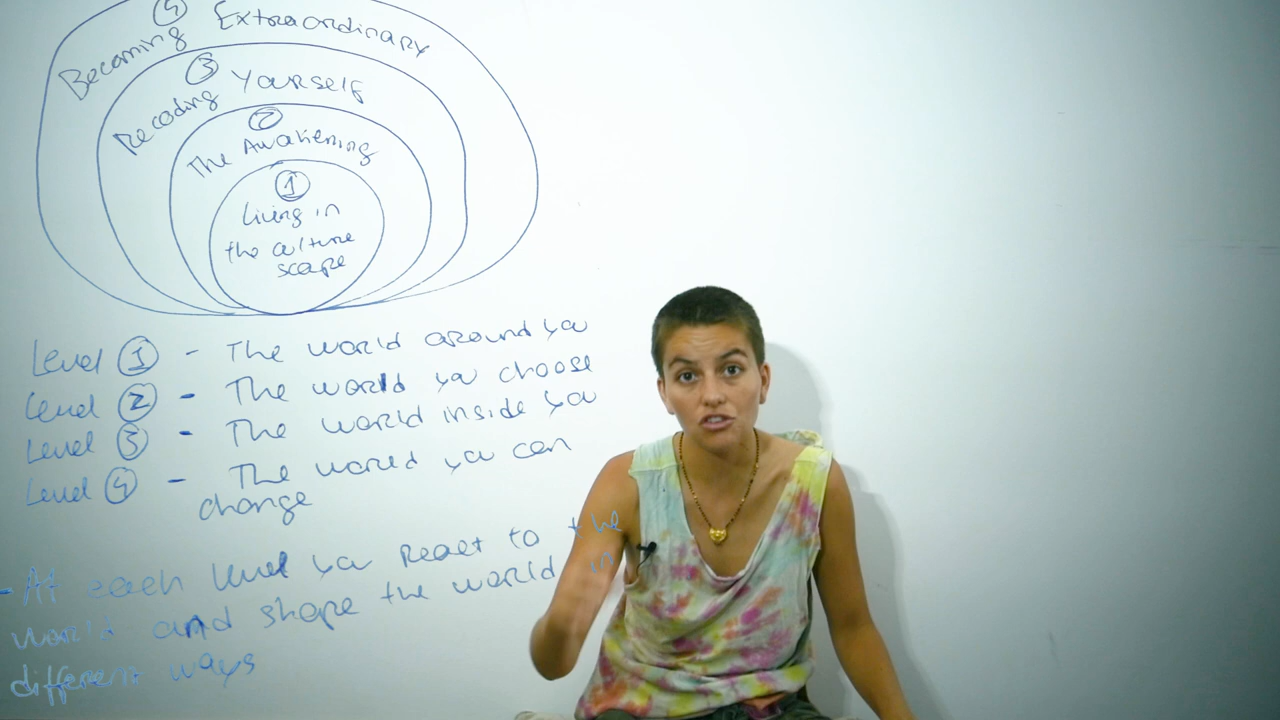 4
Becoming Extraordinary
3
Recoding Yourself
2
The Awakening
1
Living in
the culture
scape
Level 1 - The world around you
Level 2 - The world you choose
Level 3 - The world inside you
Level 4 - The world you can
change
- At each level you react to the
world and shape the world in
different ways